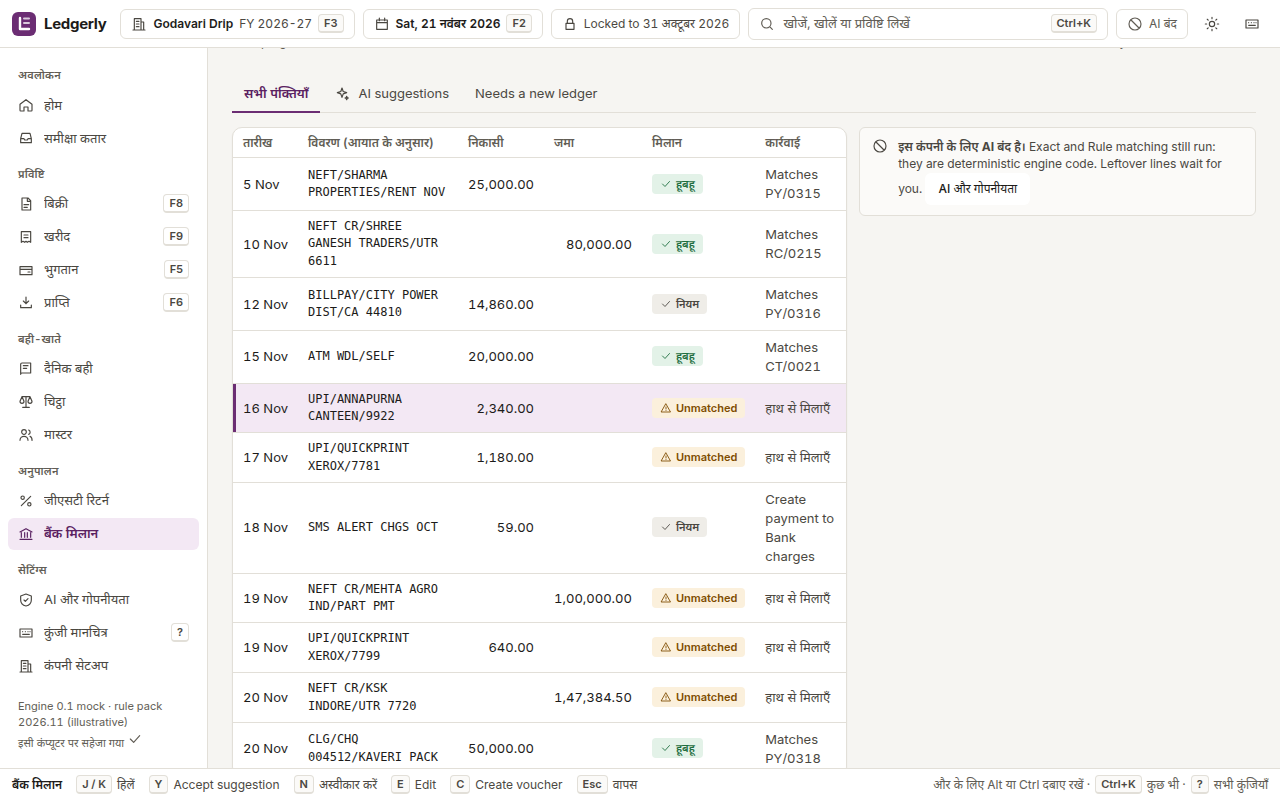 Ledgerly
Godavari Drip FY 2026-27 F3
Sat, 21 नवंबर 2026 F2
Locked to 31 अक्टूबर 2026
खोजें, खोलें या प्रविष्टि लिखें Ctrl+K
AI बंद
अवलोकन
होम
समीक्षा कतार
प्रविष्टि
बिक्री F8
खरीद F9
भुगतान F5
प्राप्ति F6
बही-खाते
दैनिक बही
चिट्ठा
मास्टर
अनुपालन
जीएसटी रिटर्न
बैंक मिलान
सेटिंग्स
AI और गोपनीयता
कुंजी मानचित्र ?
कंपनी सेटअप
Engine 0.1 mock · rule pack
2026.11 (illustrative)
इसी कंप्यूटर पर सहेजा गया
सभी पंक्तियाँ AI suggestions Needs a new ledger
तारीख विवरण (आयात के अनुसार) निकासी जमा मिलान कार्रवाई
5 Nov NEFT/SHARMA PROPERTIES/RENT NOV 25,000.00 हूबहू Matches PY/0315
10 Nov NEFT CR/SHREE GANESH TRADERS/UTR 6611 80,000.00 हूबहू Matches RC/0215
12 Nov BILLPAY/CITY POWER DIST/CA 44810 14,860.00 नियम Matches PY/0316
15 Nov ATM WDL/SELF 20,000.00 हूबहू Matches CT/0021
16 Nov UPI/ANNAPURNA CANTEEN/9922 2,340.00 Unmatched हाथ से मिलाएँ
17 Nov UPI/QUICKPRINT XEROX/7781 1,180.00 Unmatched हाथ से मिलाएँ
18 Nov SMS ALERT CHGS OCT 59.00 नियम Create payment to Bank charges
19 Nov NEFT CR/MEHTA AGRO IND/PART PMT 1,00,000.00 Unmatched हाथ से मिलाएँ
19 Nov UPI/QUICKPRINT XEROX/7799 640.00 Unmatched हाथ से मिलाएँ
20 Nov NEFT CR/KSK INDORE/UTR 7720 1,47,384.50 Unmatched हाथ से मिलाएँ
20 Nov CLG/CHQ 004512/KAVERI PACK 50,000.00 हूबहू Matches PY/0318
इस कंपनी के लिए AI बंद है। Exact and Rule matching still run:
they are deterministic engine code. Leftover lines wait for
you. AI और गोपनीयता
बैंक मिलान J / K हिलें Y Accept suggestion N अस्वीकार करें E Edit C Create voucher Esc वापस
और के लिए Alt या Ctrl दबाए रखें · Ctrl+K कुछ भी · ? सभी कुंजियाँ